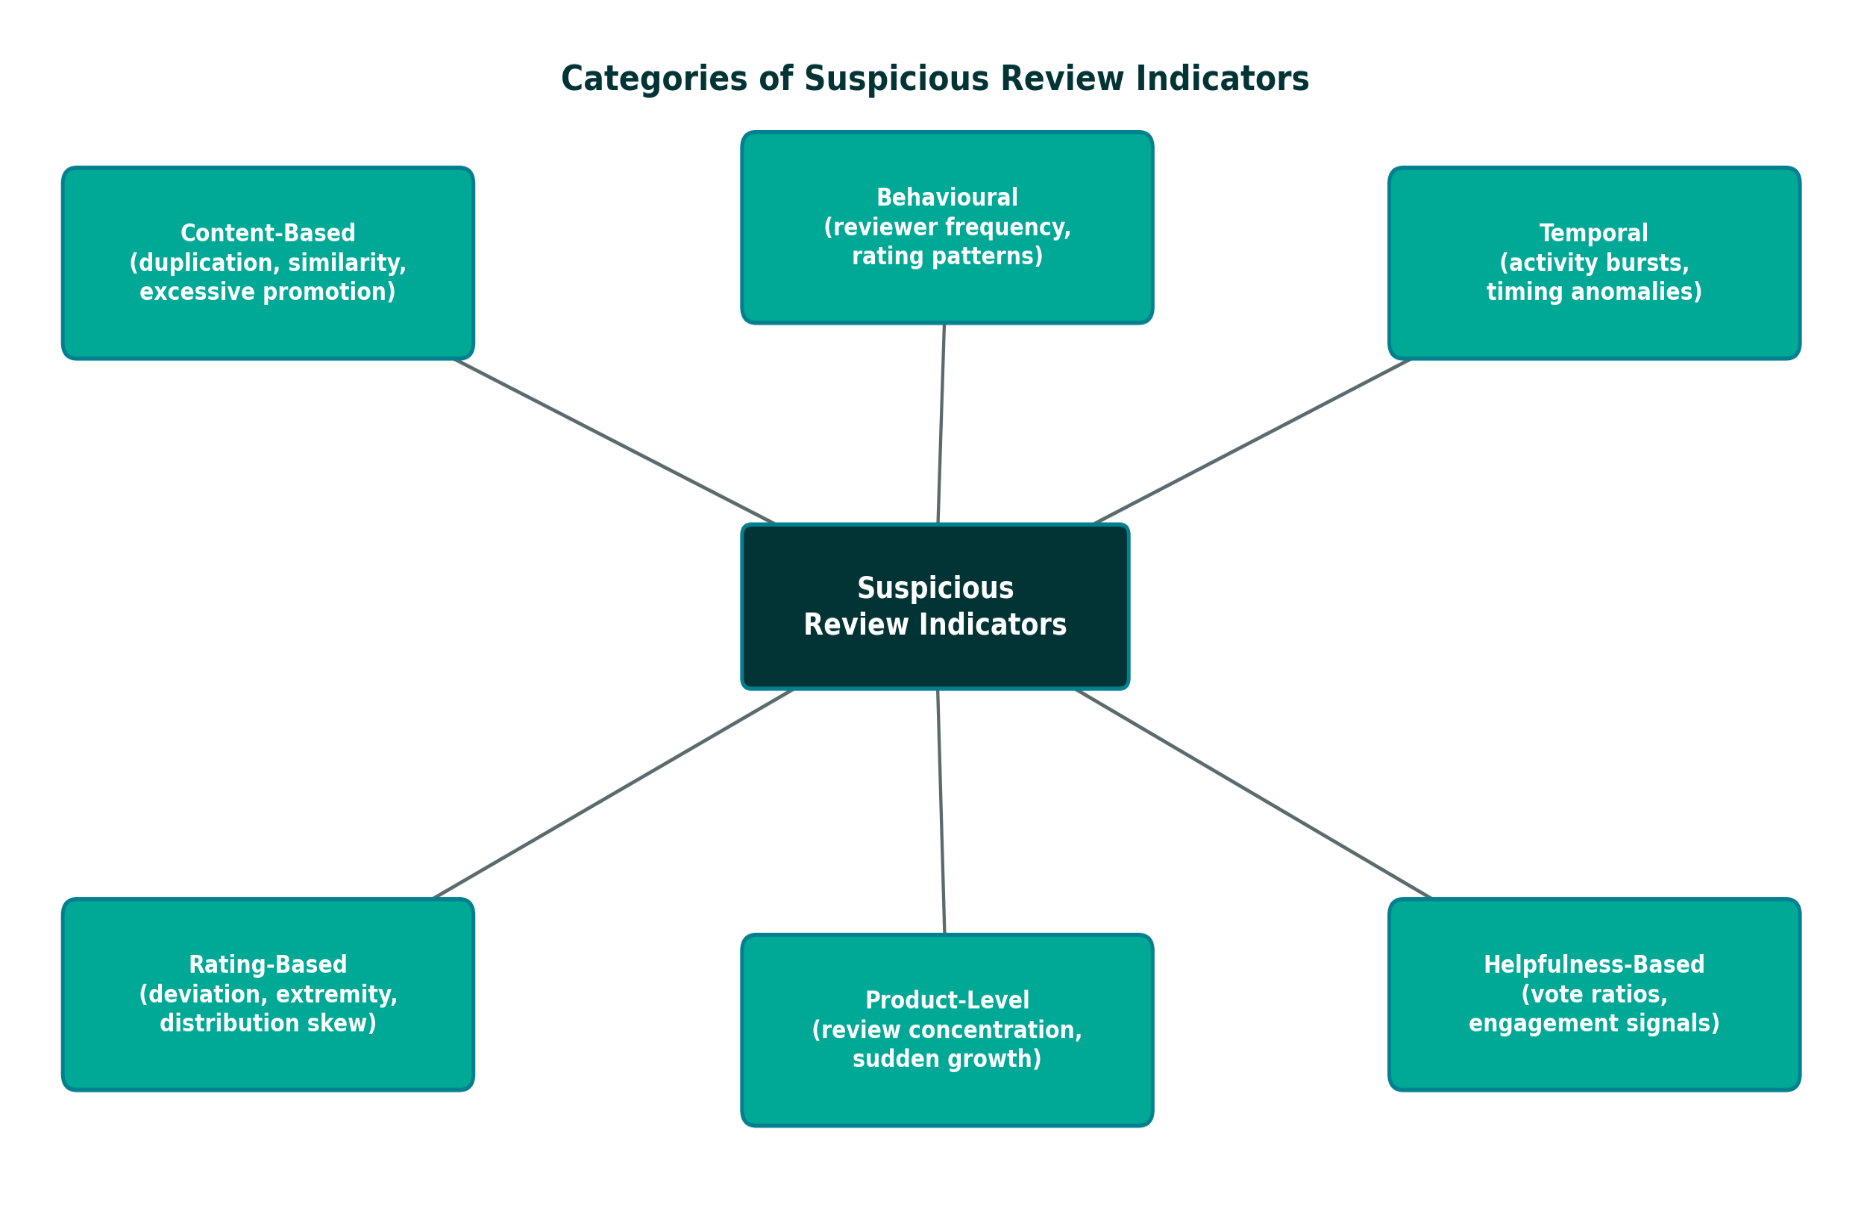 Categories of Suspicious Review Indicators
Content-Based
(duplication, similarity,
excessive promotion)
Behavioural
(reviewer frequency,
rating patterns)
Temporal
(activity bursts,
timing anomalies)
Suspicious
Review Indicators
Rating-Based
(deviation, extremity,
distribution skew)
Product-Level
(review concentration,
sudden growth)
Helpfulness-Based
(vote ratios,
engagement signals)